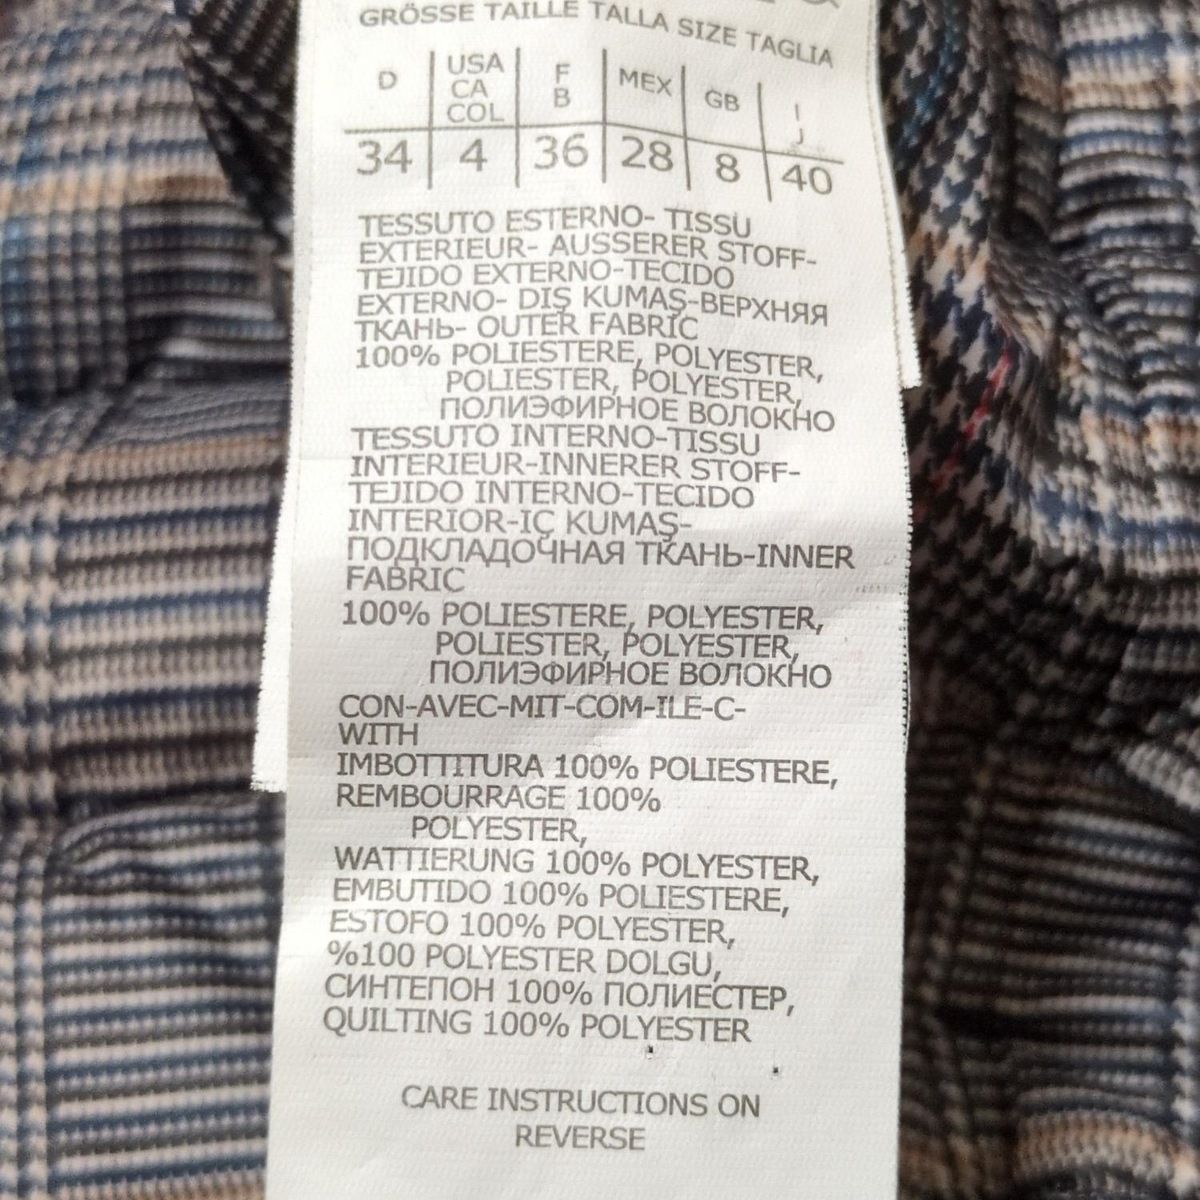 GRÖSSE TAILLE TALLA SIZE TAGLIA
D USA CA COL F B MEX GB I J
34 4 36 28 8 40
TESSUTO ESTERNO- TISSU
EXTERIEUR- AUSSERER STOFF-
TEJIDO EXTERNO-TECIDO
EXTERNO- DIŞ KUMAŞ-ВЕРХНЯЯ
ТКАНЬ- OUTER FABRIC
100% POLIESTERE, POLYESTER,
POLIESTER, POLYESTER,
ПОЛИЭФИРНОЕ ВОЛОКНО
TESSUTO INTERNO-TISSU
INTERIEUR-INNERER STOFF-
TEJIDO INTERNO-TECIDO
INTERIOR-IÇ KUMAŞ-
ПОДКЛАДОЧНАЯ ТКАНЬ-INNER
FABRIC
100% POLIESTERE, POLYESTER,
POLIESTER, POLYESTER,
ПОЛИЭФИРНОЕ ВОЛОКНО
CON-AVEC-MIT-COM-ILE-C-
WITH
IMBOTTITURA 100% POLIESTERE,
REMBOURRAGE 100%
POLYESTER,
WATTIERUNG 100% POLYESTER,
EMBUTIDO 100% POLIESTERE,
ESTOFO 100% POLYESTER,
%100 POLYESTER DOLGU,
СИНТЕПОН 100% ПОЛИЕСТЕР,
QUILTING 100% POLYESTER
CARE INSTRUCTIONS ON
REVERSE